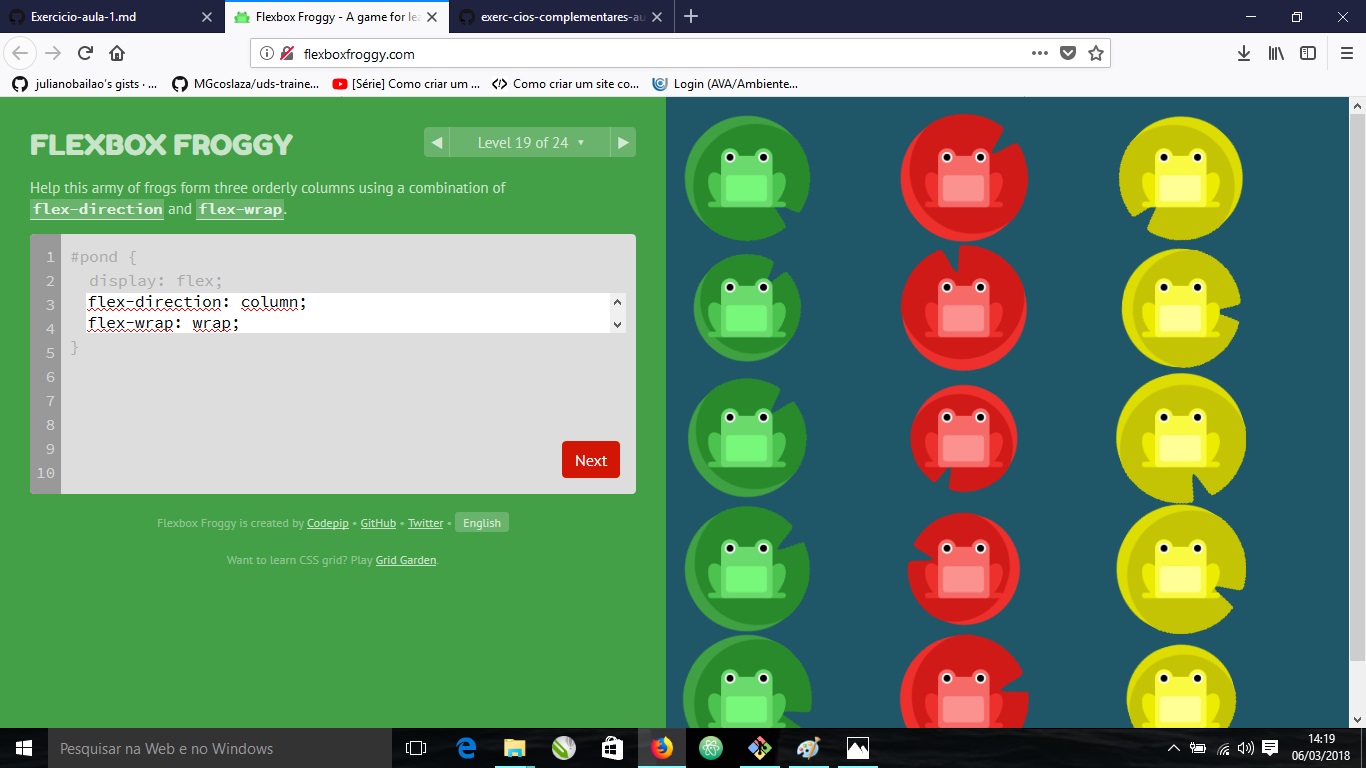 Exercicio-aula-1.md
Flexbox Froggy - A game for lea
exerc-cios-complementares-au
flexboxfroggy.com
julianobailao's gists · ...
MGcoslaza/uds-traine...
[Série] Como criar um ...
Como criar um site co...
Login (AVA/Ambiente...
FLEXBOX FROGGY
◀ Level 19 of 24 ▼ ▶
Help this army of frogs form three orderly columns using a combination of
flex-direction and flex-wrap.
1 #pond {
2 display: flex;
3 flex-direction: column;
4 flex-wrap: wrap;
5 }
6
7
8
9
10
Next
Flexbox Froggy is created by Codepip • GitHub • Twitter • English
Want to learn CSS grid? Play Grid Garden.
Pesquisar na Web e no Windows
14:19
06/03/2018